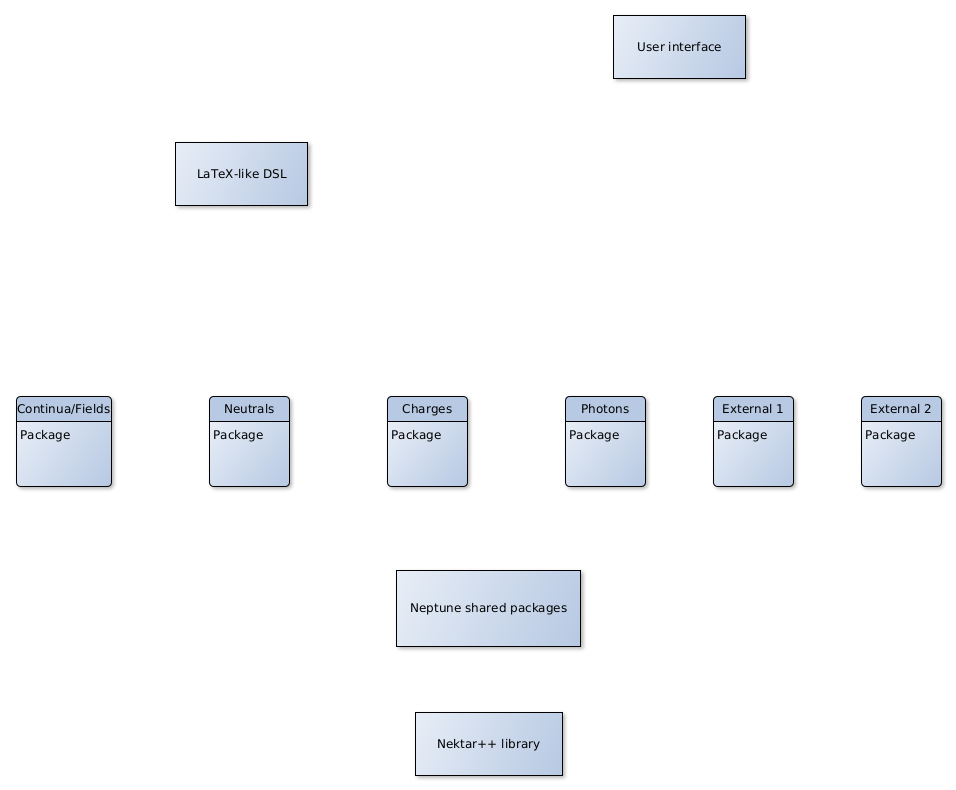 User interface
LaTeX-like DSL
Continua/Fields
Package
Neutrals
Package
Charges
Package
Photons
Package
External 1
Package
External 2
Package
Neptune shared packages
Nektar++ library